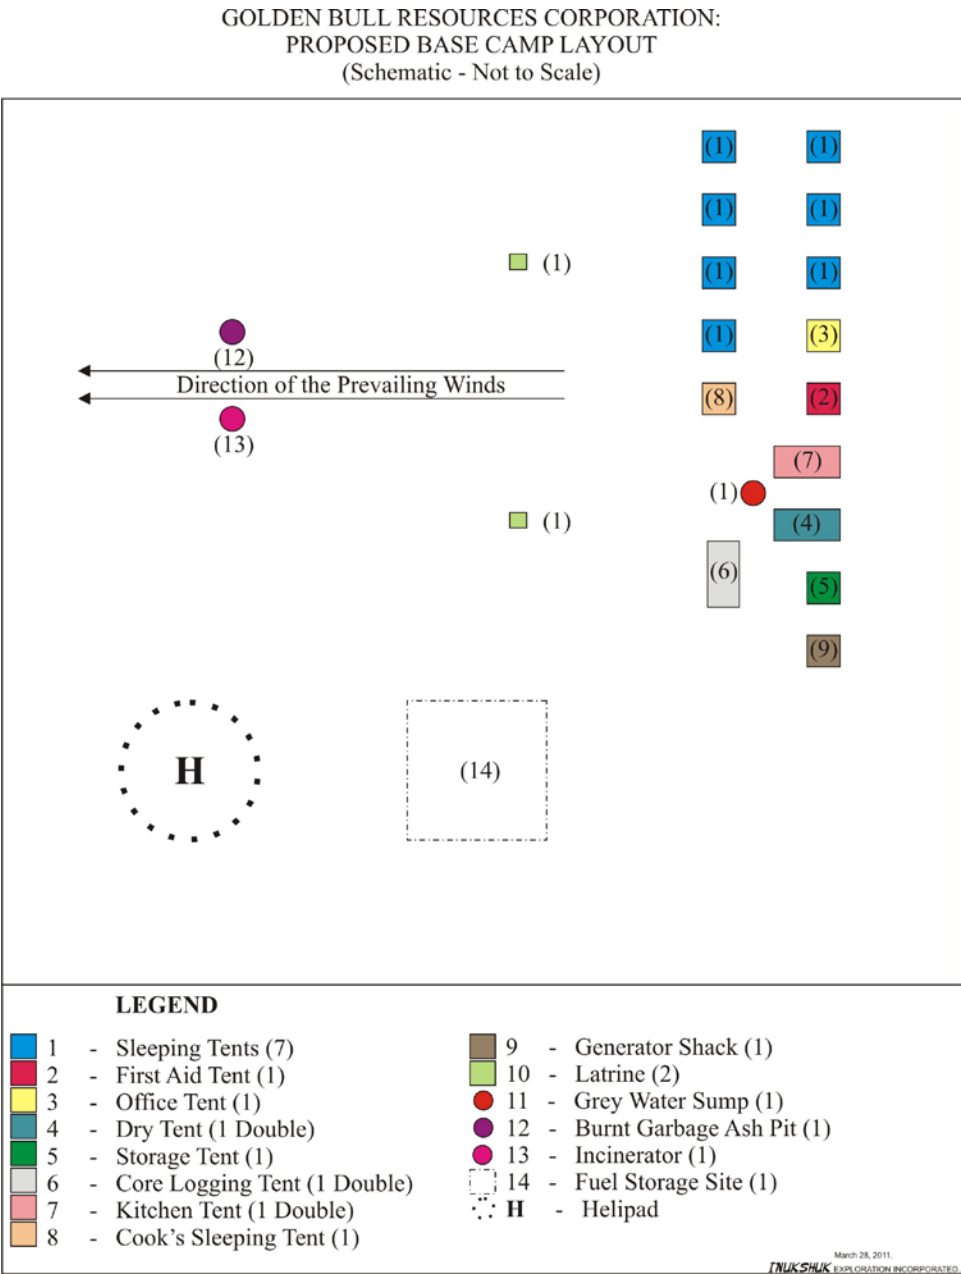 GOLDEN BULL RESOURCES CORPORATION:
PROPOSED BASE CAMP LAYOUT
(Schematic - Not to Scale)
(1) (1)
(1) (1)
(1)
(1) (1)
(12)
(1) (3)
Direction of the Prevailing Winds
(8) (2)
(13)
(7)
(1)
(1)
(4)
(6)
(5)
(9)
H
(14)
LEGEND
1 - Sleeping Tents (7)
2 - First Aid Tent (1)
3 - Office Tent (1)
4 - Dry Tent (1 Double)
5 - Storage Tent (1)
6 - Core Logging Tent (1 Double)
7 - Kitchen Tent (1 Double)
8 - Cook's Sleeping Tent (1)
9 - Generator Shack (1)
10 - Latrine (2)
11 - Grey Water Sump (1)
12 - Burnt Garbage Ash Pit (1)
13 - Incinerator (1)
14 - Fuel Storage Site (1)
H - Helipad
March 28, 2011.
INUKSHUK EXPLORATION INCORPORATED.